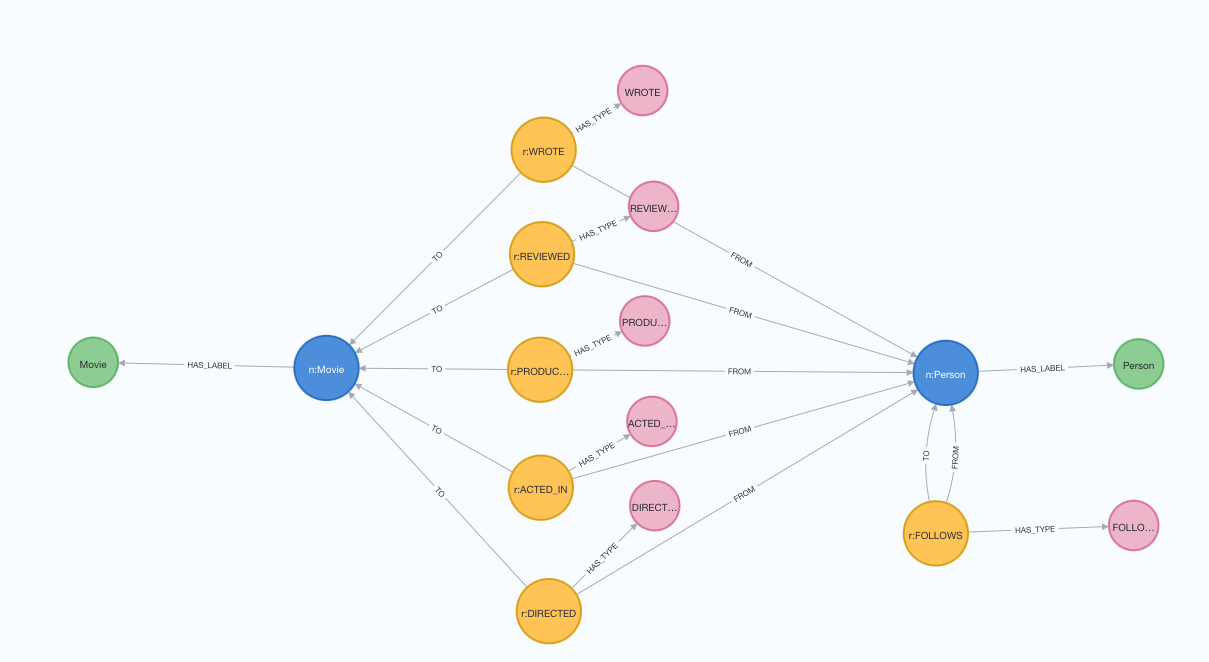 WROTE
HAS_TYPE
r:WROTE
REVIEW...
HAS_TYPE
r:REVIEWED
TO
FROM
TO
FROM
PRODU...
HAS_TYPE
Movie
HAS_LABEL
n:Movie
TO
r:PRODUC...
FROM
n:Person
HAS_LABEL
Person
ACTED_...
TO
FROM
HAS_TYPE
TO
FROM
r:ACTED_IN
TO
FROM
DIRECT...
HAS_TYPE
r:FOLLOWS
HAS_TYPE
FOLLO...
r:DIRECTED